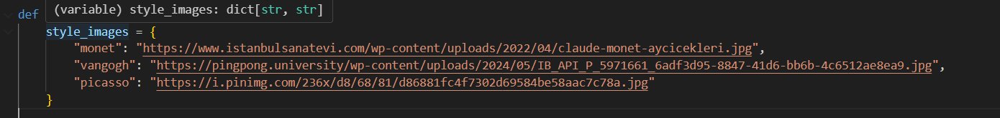 def
(variable) style_images: dict[str, str]
style_images = {
"monet": "https://www.istanbulsanatevi.com/wp-content/uploads/2022/04/claude-monet-aycicekleri.jpg",
"vangogh": "https://pingpong.university/wp-content/uploads/2024/05/IB_API_P_5971661_6adf3d95-8847-41d6-bb6b-4c6512ae8ea9.jpg",
"picasso": "https://i.pinimg.com/236x/d8/68/81/d86881fc4f7302d69584be58aac7c78a.jpg"
}